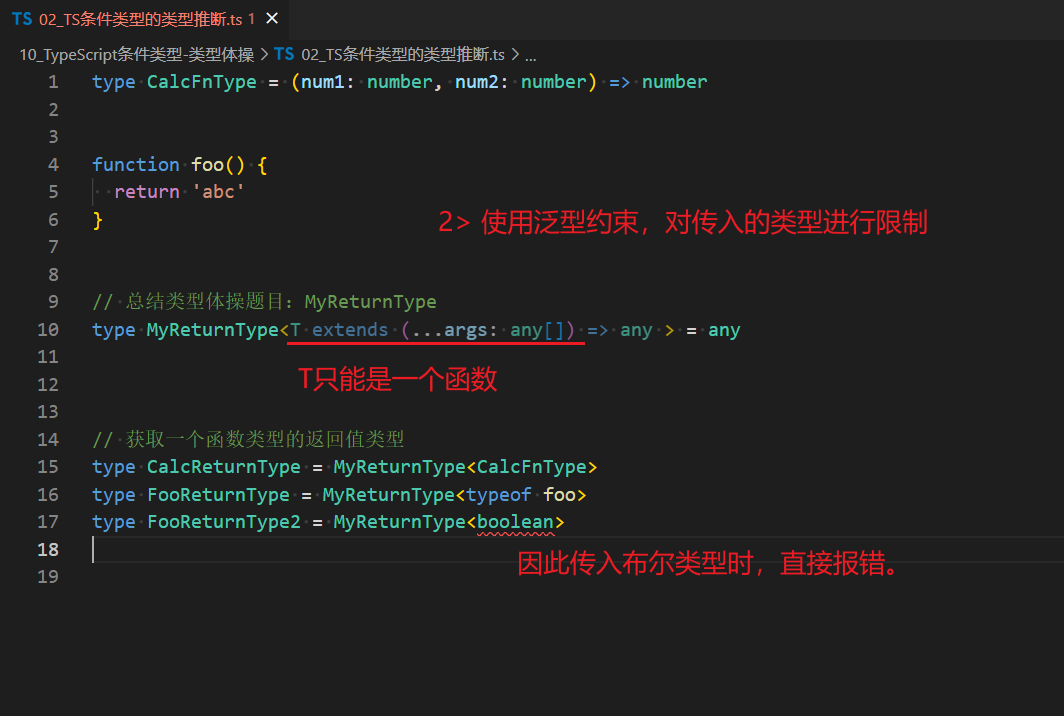 TS 02_TS条件类型的类型推断.ts 1 ×
10_TypeScript条件类型-类型体操 > TS 02_TS条件类型的类型推断.ts > ...
1 type CalcFnType = (num1: number, num2: number) => number
2
3
4 function foo() {
5 return 'abc'
6 }
2> 使用泛型约束，对传入的类型进行限制
7
8
9 // 总结类型体操题目：MyReturnType
10 type MyReturnType<T extends (...args: any[]) => any > = any
11
T只能是一个函数
12
13
14 // 获取一个函数类型的返回值类型
15 type CalcReturnType = MyReturnType<CalcFnType>
16 type FooReturnType = MyReturnType<typeof foo>
17 type FooReturnType2 = MyReturnType<boolean>
18
因此传入布尔类型时，直接报错。
19